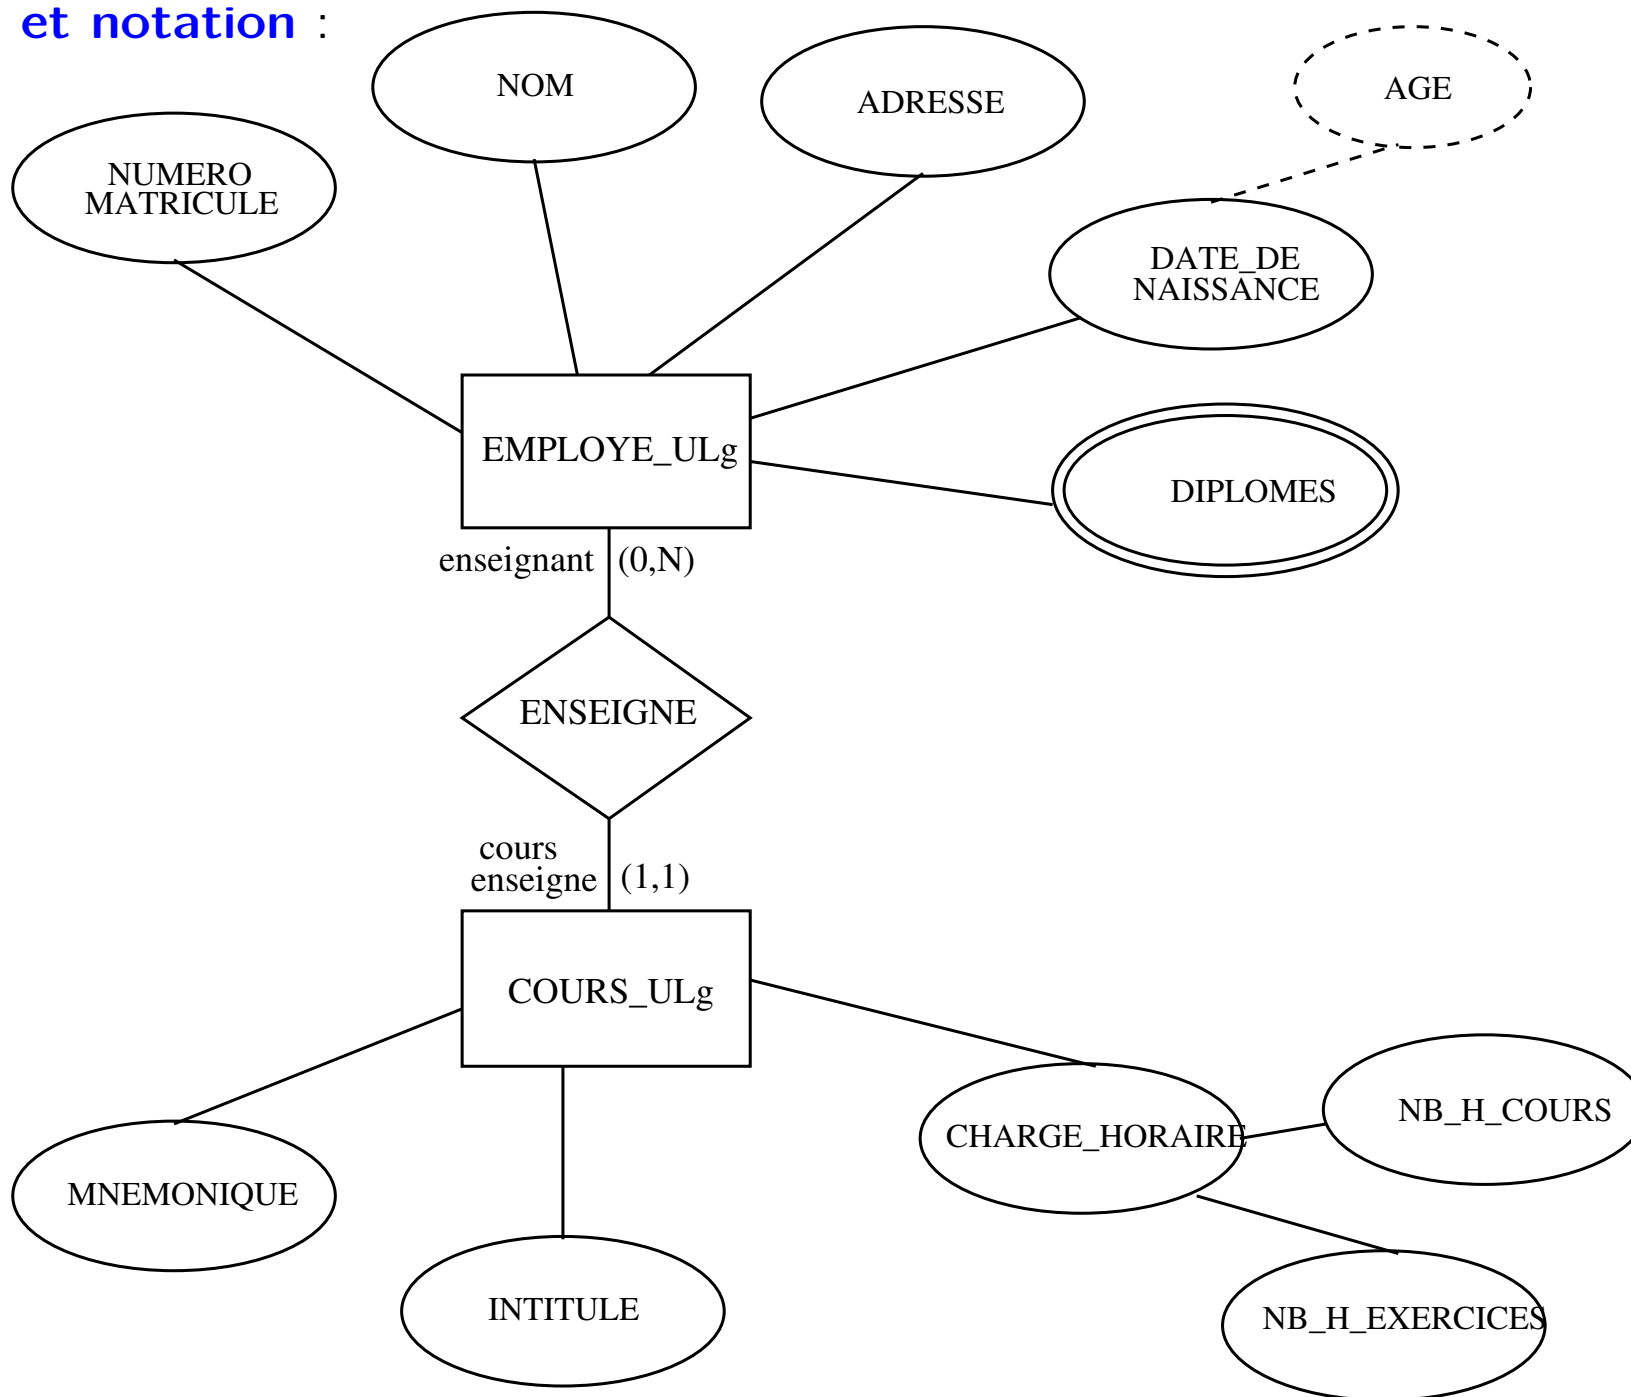 et notation :
NOM
ADRESSE
AGE
NUMERO
MATRICULE
DATE_DE
NAISSANCE
EMPLOYE_ULg
DIPLOMES
enseignant (0,N)
ENSEIGNE
cours
enseigne (1,1)
COURS_ULg
CHARGE_HORAIRE
NB_H_COURS
MNEMONIQUE
INTITULE
NB_H_EXERCICES